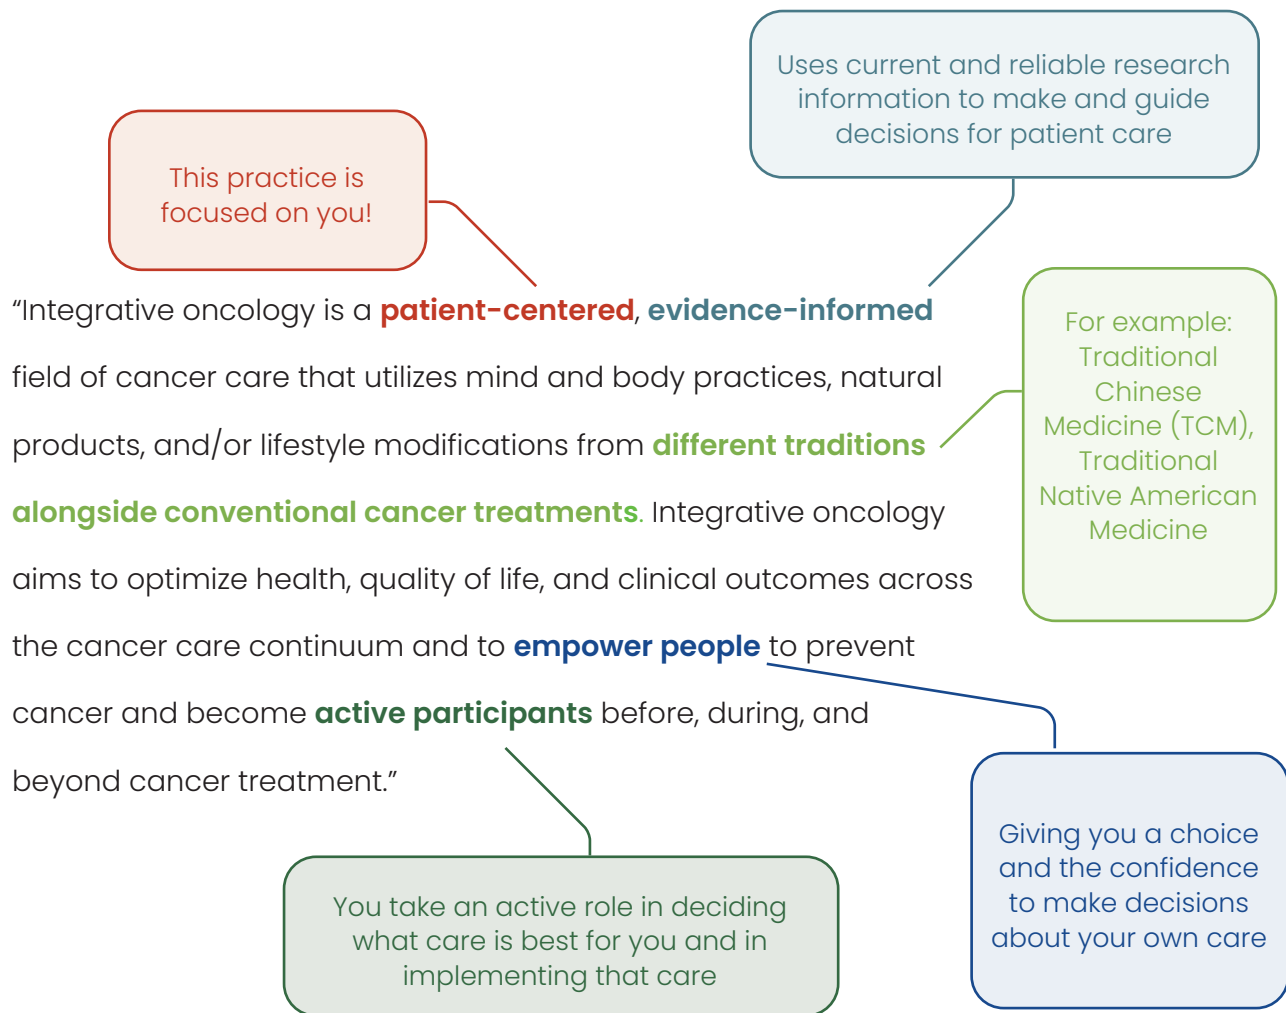 Uses current and reliable research
information to make and guide
decisions for patient care
This practice is
focused on you!
“Integrative oncology is a patient-centered, evidence-informed
field of cancer care that utilizes mind and body practices, natural
products, and/or lifestyle modifications from different traditions
alongside conventional cancer treatments. Integrative oncology
aims to optimize health, quality of life, and clinical outcomes across
the cancer care continuum and to empower people to prevent
cancer and become active participants before, during, and
beyond cancer treatment.”
For example:
Traditional
Chinese
Medicine (TCM),
Traditional
Native American
Medicine
Giving you a choice
and the confidence
to make decisions
about your own care
You take an active role in deciding
what care is best for you and in
implementing that care